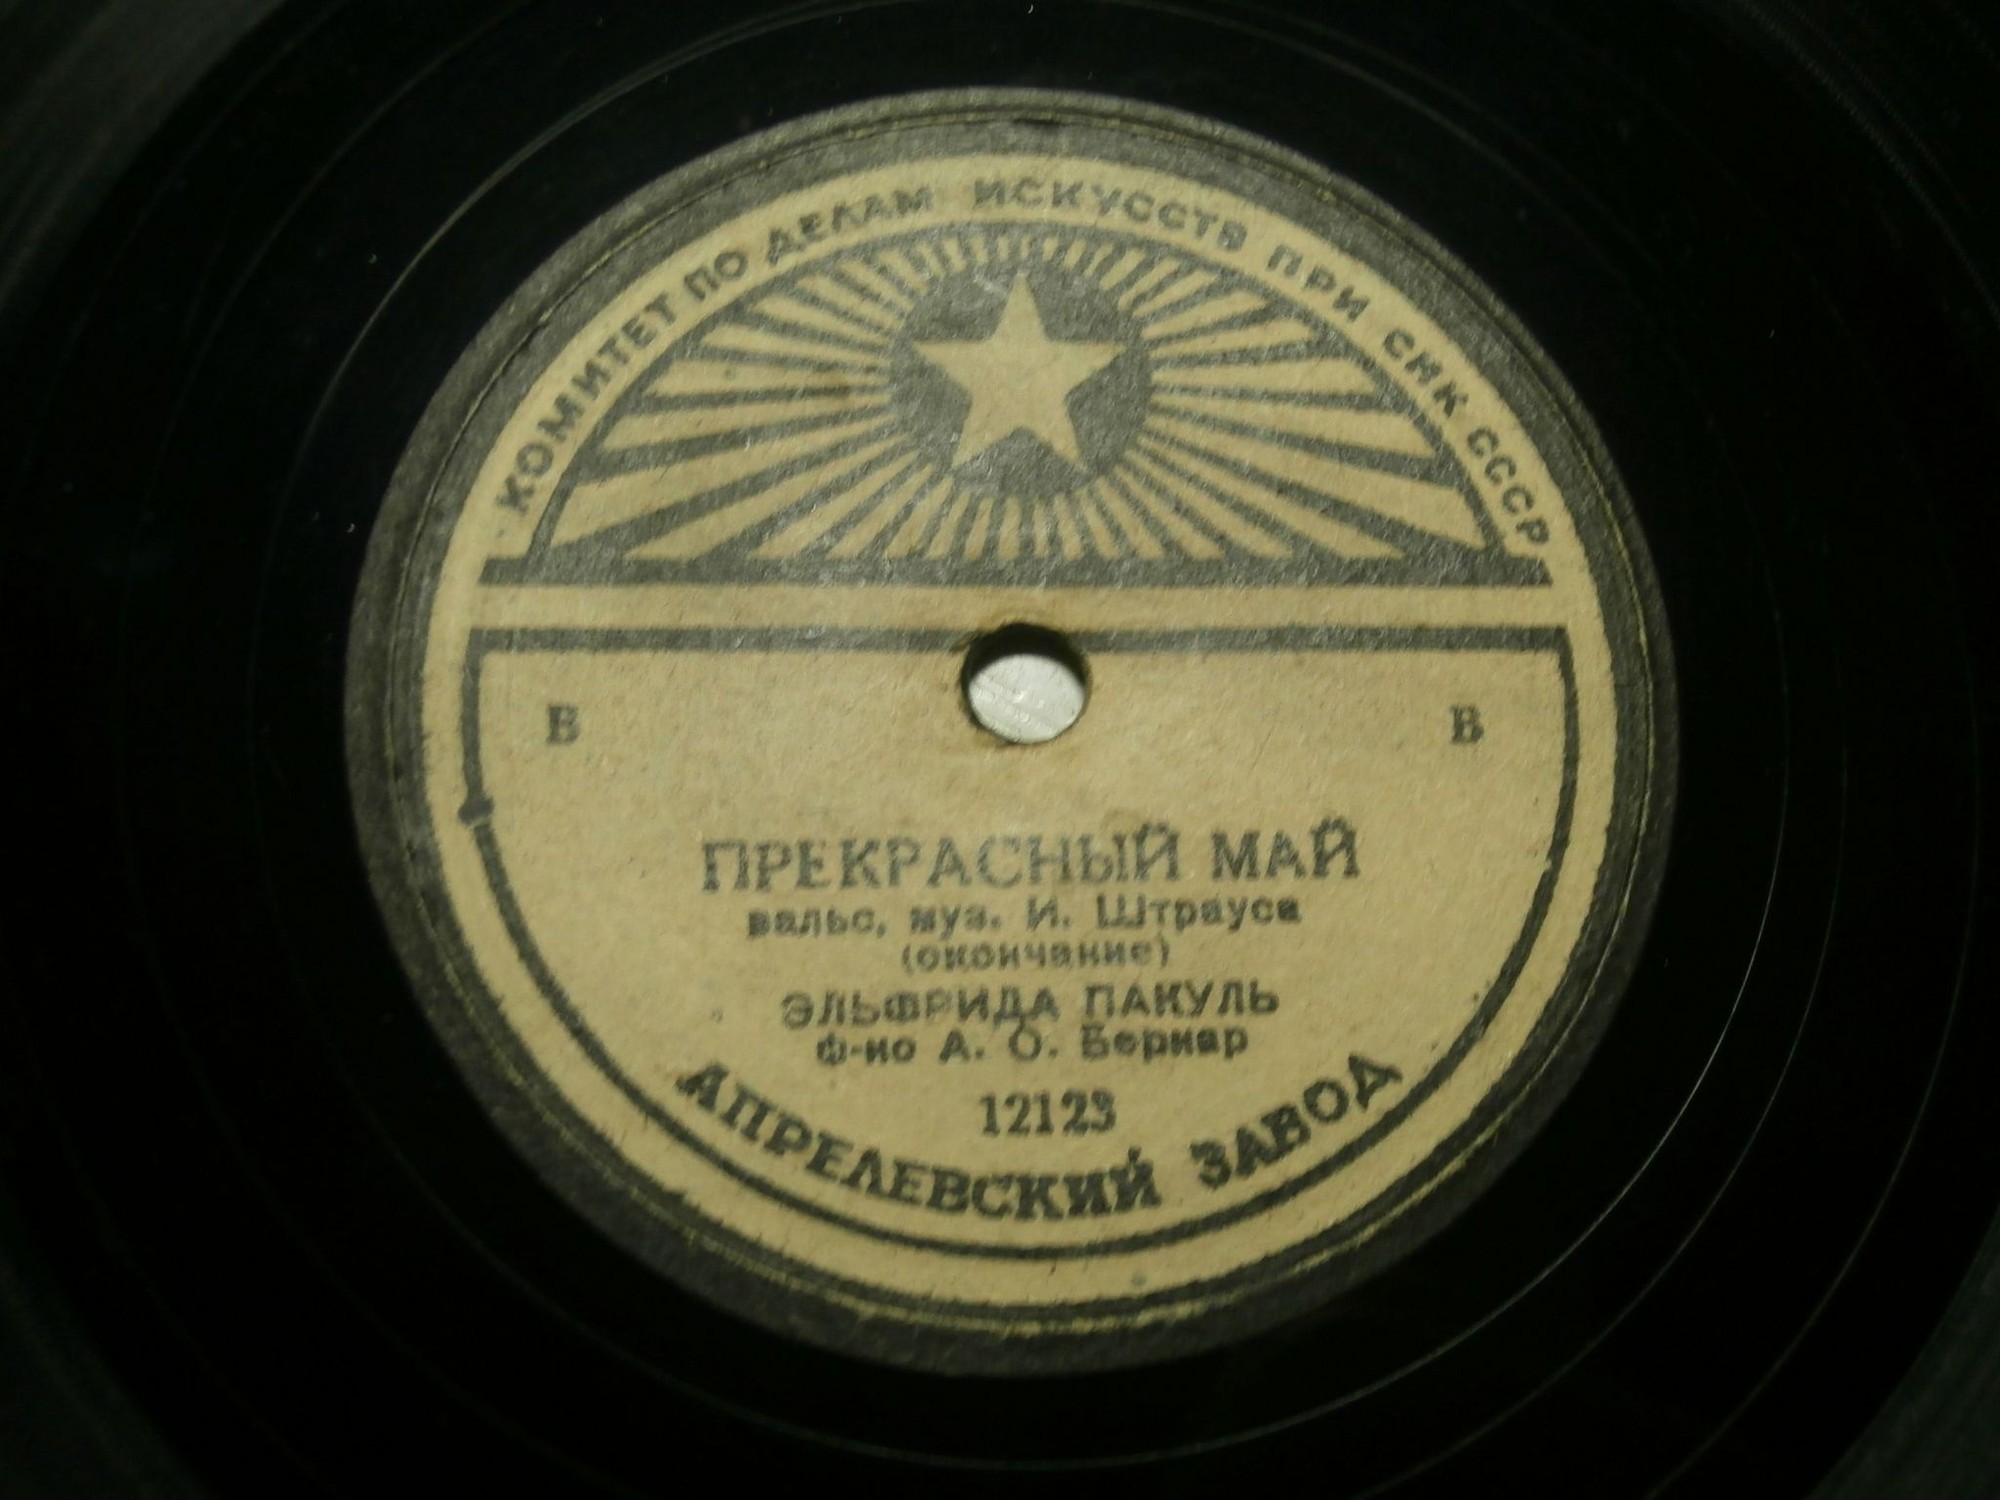 КОМИТЕТ ПО ДЕЛАМ ИСКУССТВ ПРИ СНК СССР
В В
ПРЕКРАСНЫЙ МАЙ
вальс, муз. И. Штрауса
(окончание)
ЭЛЬФРИДА ПАКУЛЬ
ф-но А. О. Бернар
12123
АПРЕЛЕВСКИЙ ЗАВОД